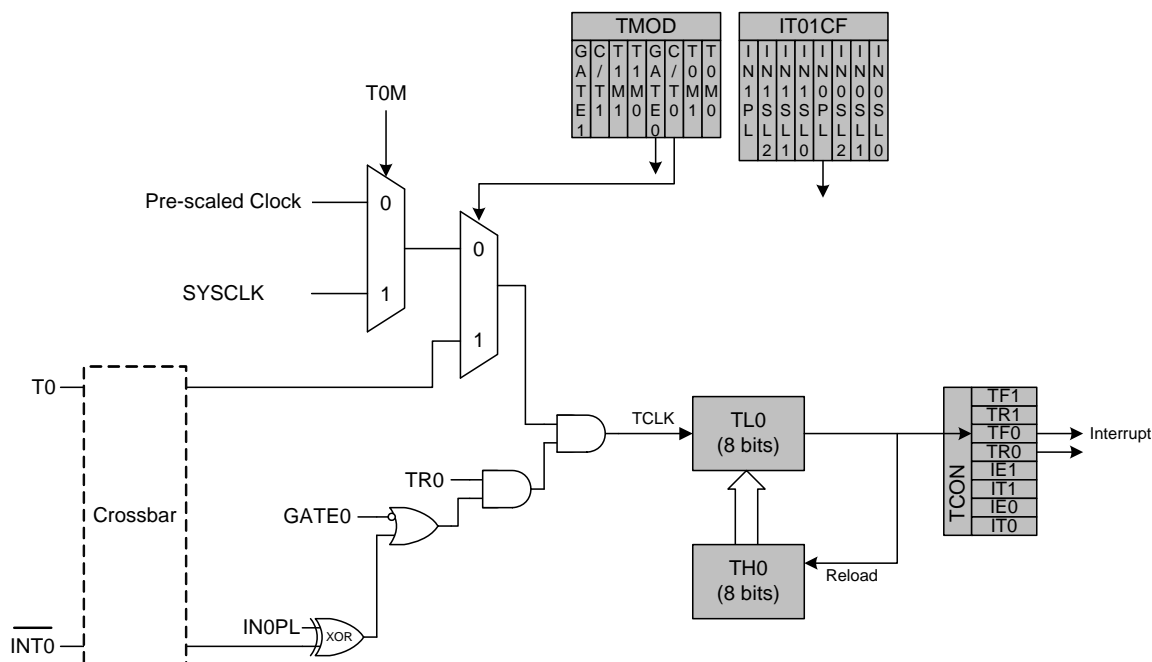 TMOD
GATE1
C/T1
T1M1
T1M0
GATE0
C/T0
T0M1
T0M0
IT01CF
IN1PL
IN1SL2
IN1SL1
IN1SL0
IN0PL
IN0SL2
IN0SL1
IN0SL0
T0M
Pre-scaled Clock
0
SYSCLK
1
0
1
T0
Crossbar
INT0
TR0
GATE0
IN0PL
XOR
TCLK
TL0
(8 bits)
TH0
(8 bits)
Reload
TCON
TF1
TR1
TF0
TR0
IE1
IT1
IE0
IT0
Interrupt